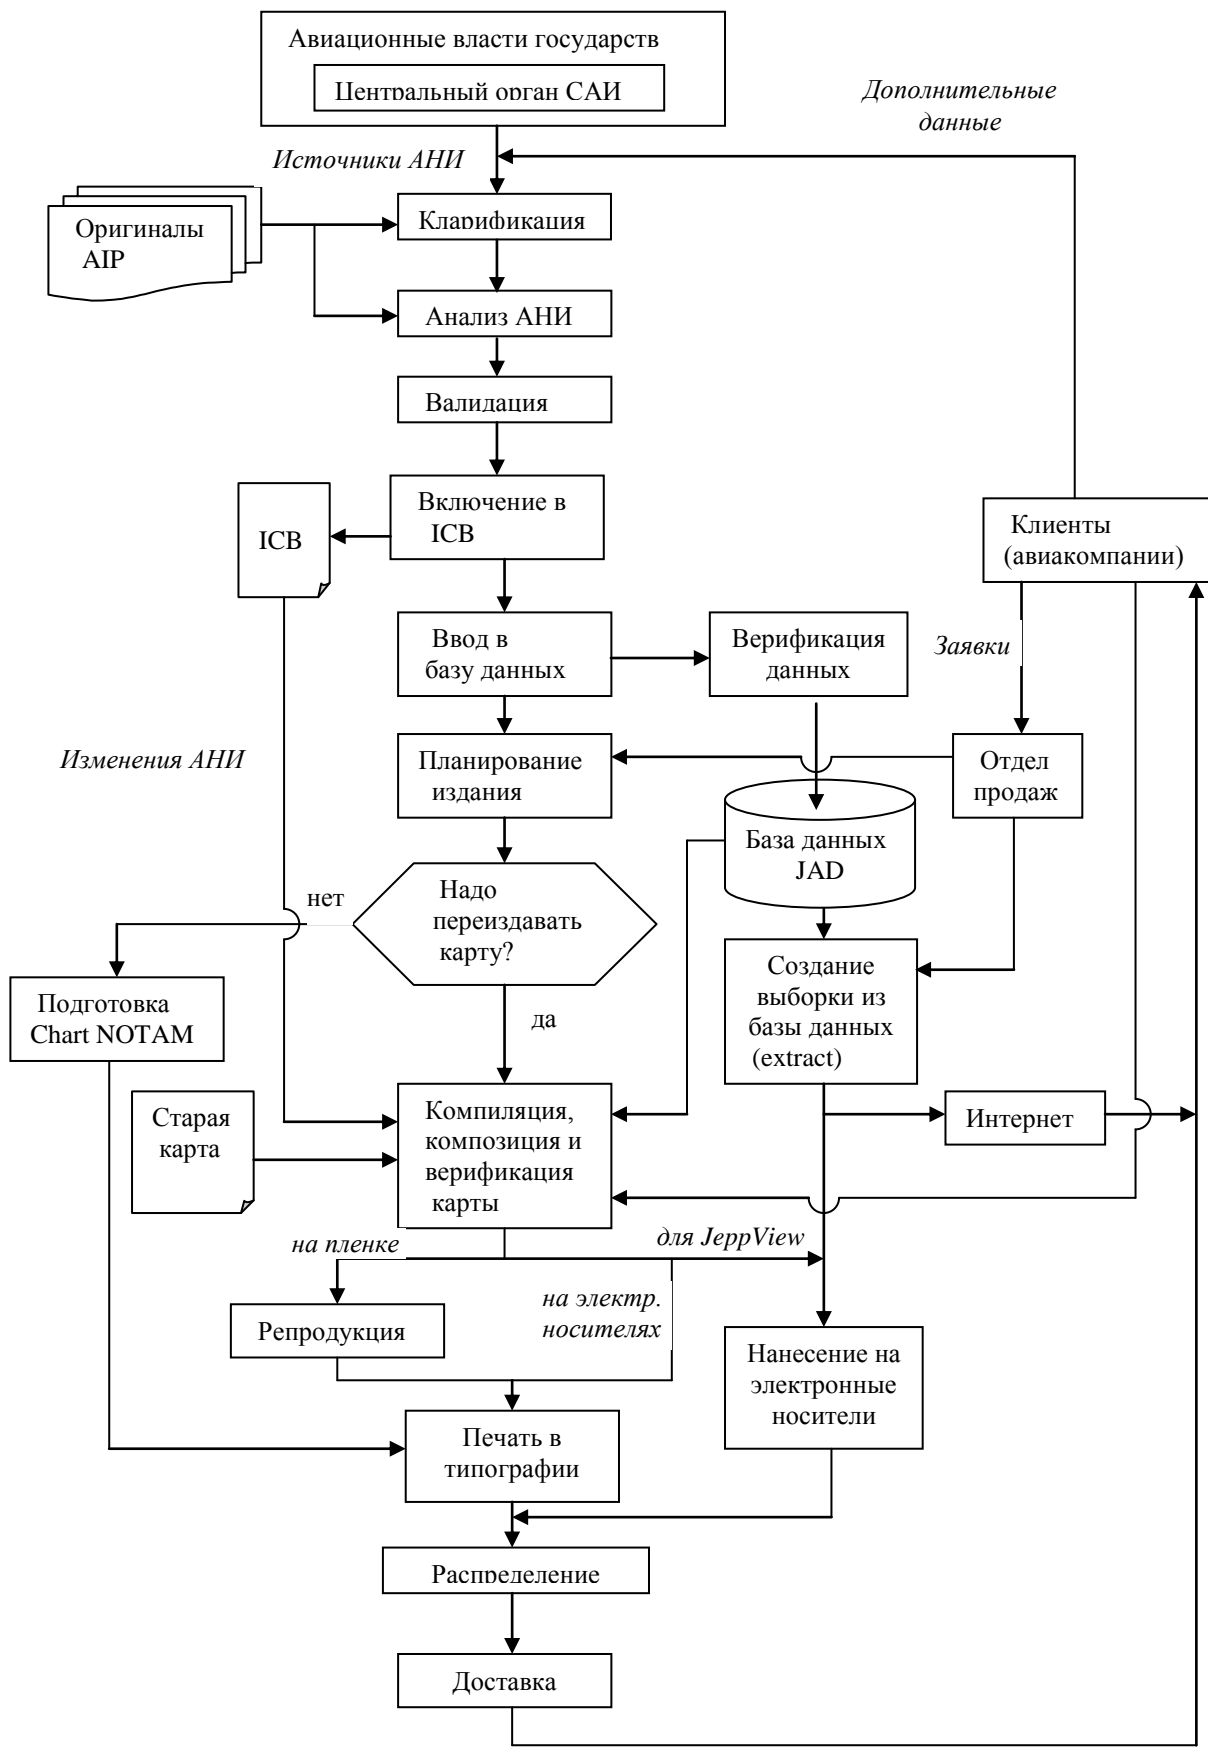 Авиационные власти государств
Центральный орган САИ
Дополнительные
данные
Источники АНИ
Оригиналы
AIP
Кларификация
Анализ АНИ
Валидация
Включение в
ICB
ICB
Клиенты
(авиакомпании)
Ввод в
базу данных
Верификация
данных
Заявки
Изменения АНИ
Планирование
издания
Отдел
продаж
База данных
JAD
нет
Надо
переиздавать
карту?
Подготовка
Chart NOTAM
да
Создание
выборки из
базы данных
(extract)
Старая
карта
Компиляция,
композиция и
верификация
карты
Интернет
на пленке
для JeppView
на электр.
носителях
Репродукция
Нанесение на
электронные
носители
Печать в
типографии
Распределение
Доставка